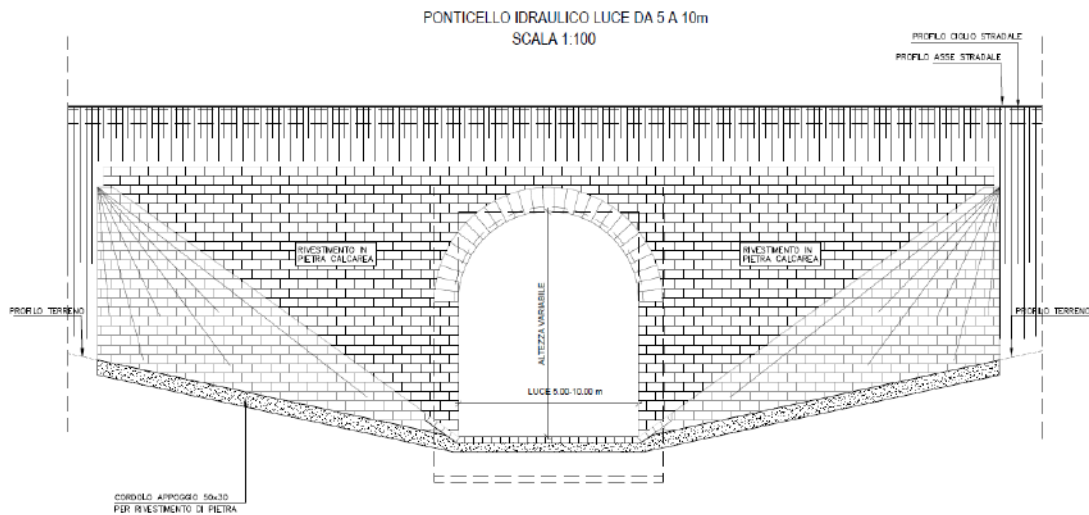 PONTICELLO IDRAULICO LUCE DA 5 A 10m
SCALA 1:100
PROFILO CIGLIO STRADALE
PROFILO ASSE STRADALE
RIVESTIMENTO IN
PIETRA CALCAREA
RIVESTIMENTO IN
PIETRA CALCAREA
ALTEZZA VARIABILE
PROFILO TERRENO
PROFILO TERRENO
LUCE 5.00-10.00 m
CORDOLO APPOGGIO 50x30
PER RIVESTIMENTO DI PIETRA